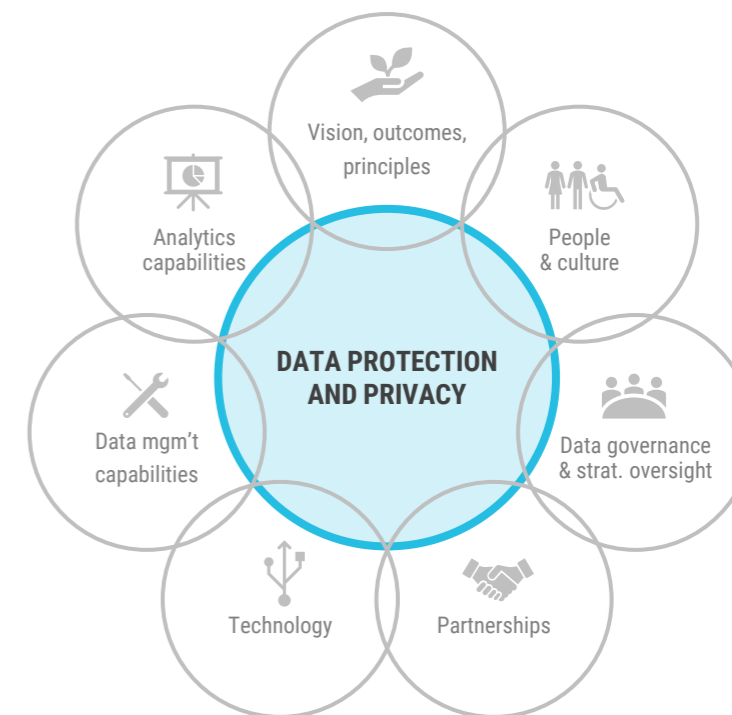 Vision, outcomes,
principles
Analytics
capabilities
People
& culture
DATA PROTECTION
AND PRIVACY
Data mgm't
capabilities
Data governance
& strat. oversight
Technology
Partnerships